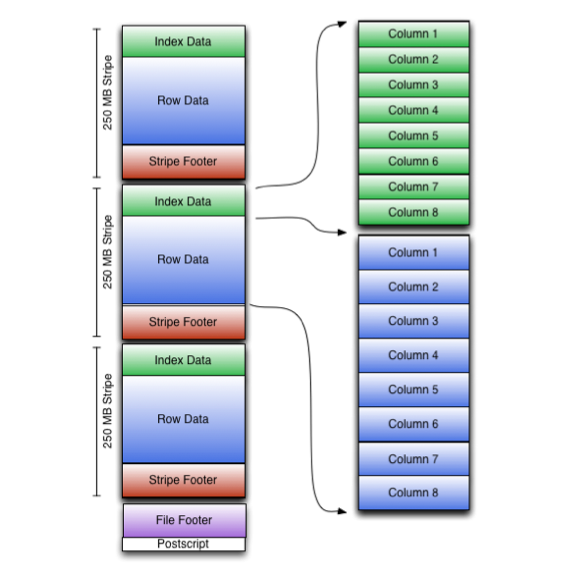 250 MB Stripe
Index Data
Row Data
Stripe Footer
250 MB Stripe
Index Data
Row Data
Stripe Footer
250 MB Stripe
Index Data
Row Data
Stripe Footer
File Footer
Postscript
Column 1
Column 2
Column 3
Column 4
Column 5
Column 6
Column 7
Column 8
Column 1
Column 2
Column 3
Column 4
Column 5
Column 6
Column 7
Column 8